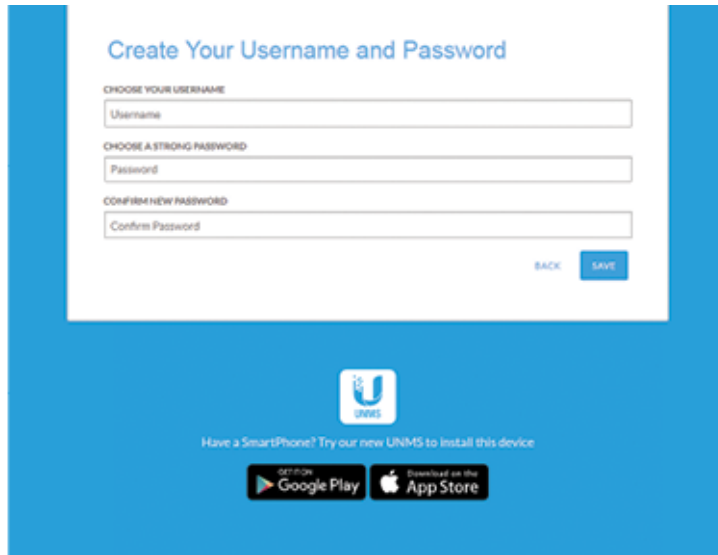 Create Your Username and Password
CHOOSE YOUR USERNAME
Username
CHOOSE A STRONG PASSWORD
Password
CONFIRM NEW PASSWORD
Confirm Password
BACK SAVE
U
UNMS
Have a SmartPhone? Try our new UNMS to install this device
GET IT ON
Google Play
Download on the
App Store